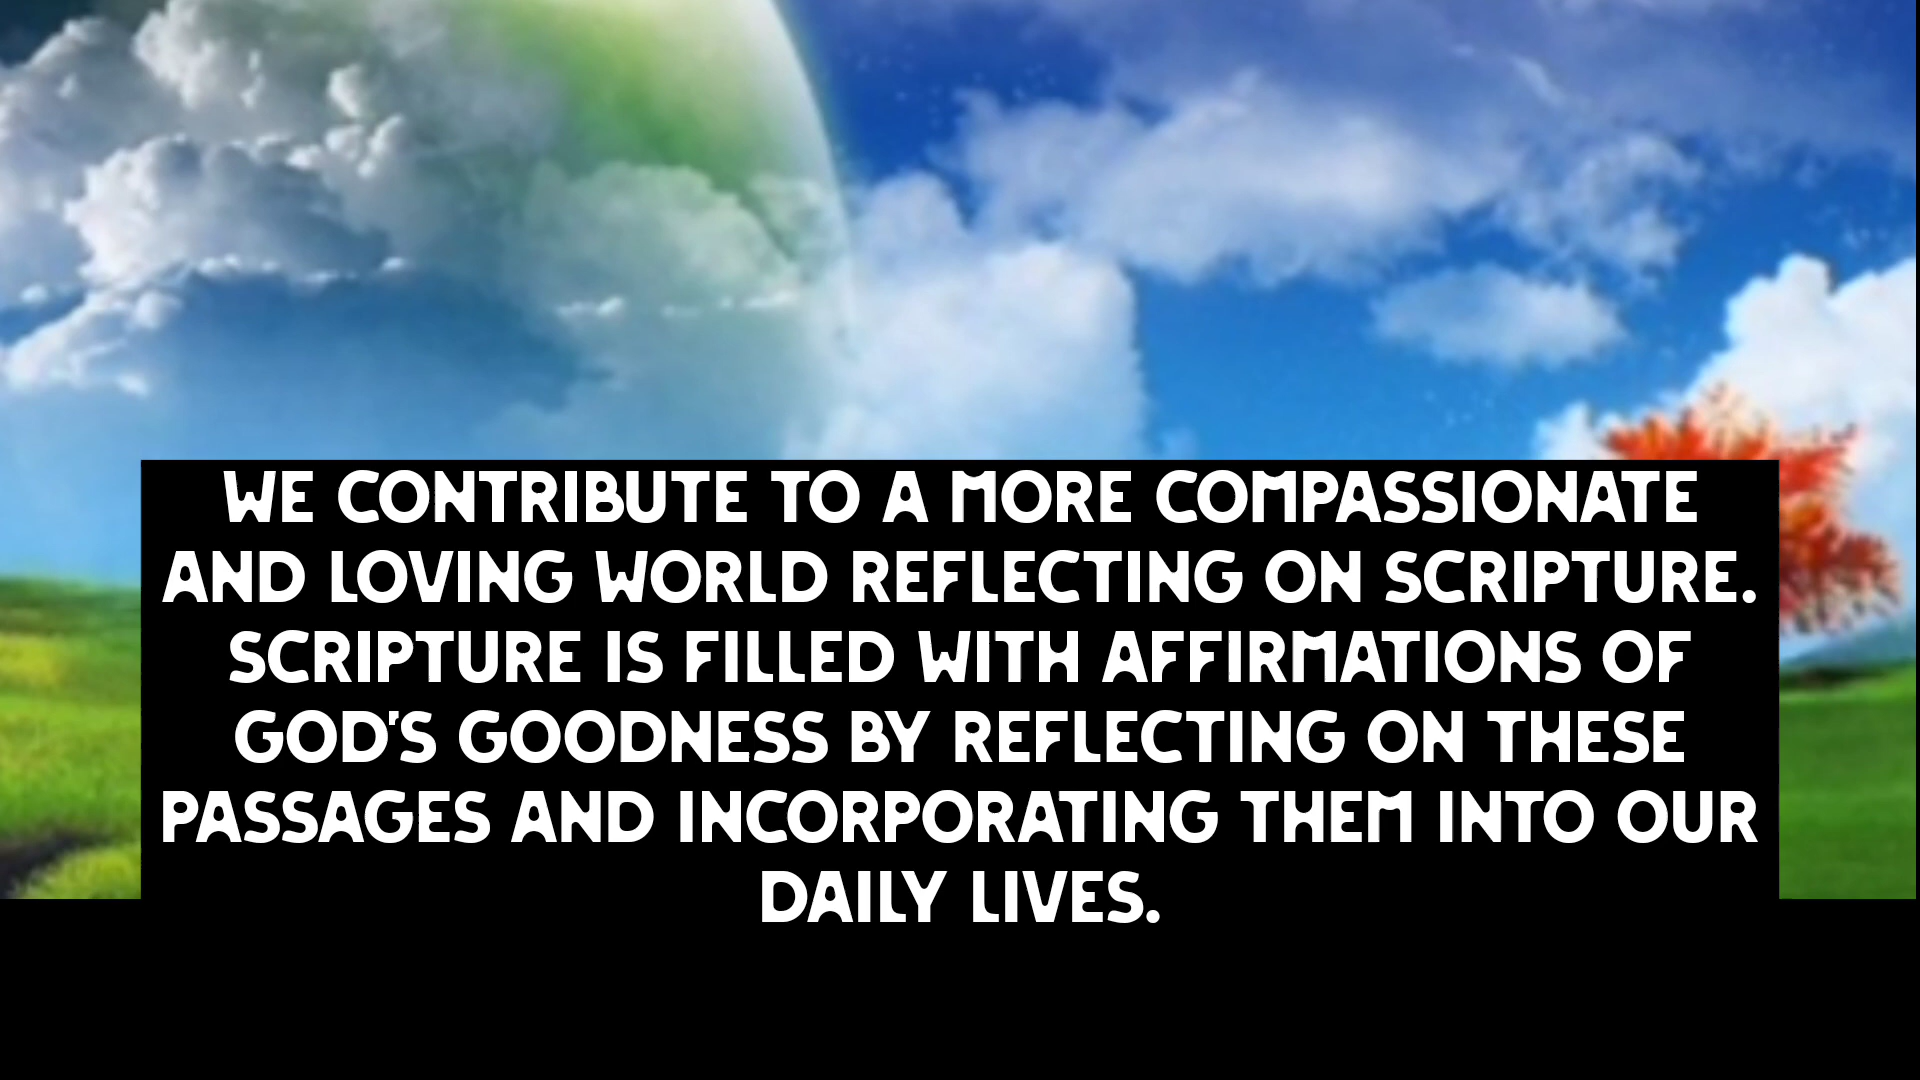 WE CONTRIBUTE TO A MORE COMPASSIONATE
AND LOVING WORLD REFLECTING ON SCRIPTURE.
SCRIPTURE IS FILLED WITH AFFIRMATIONS OF
GOD'S GOODNESS BY REFLECTING ON THESE
PASSAGES AND INCORPORATING THEM INTO OUR
DAILY LIVES.